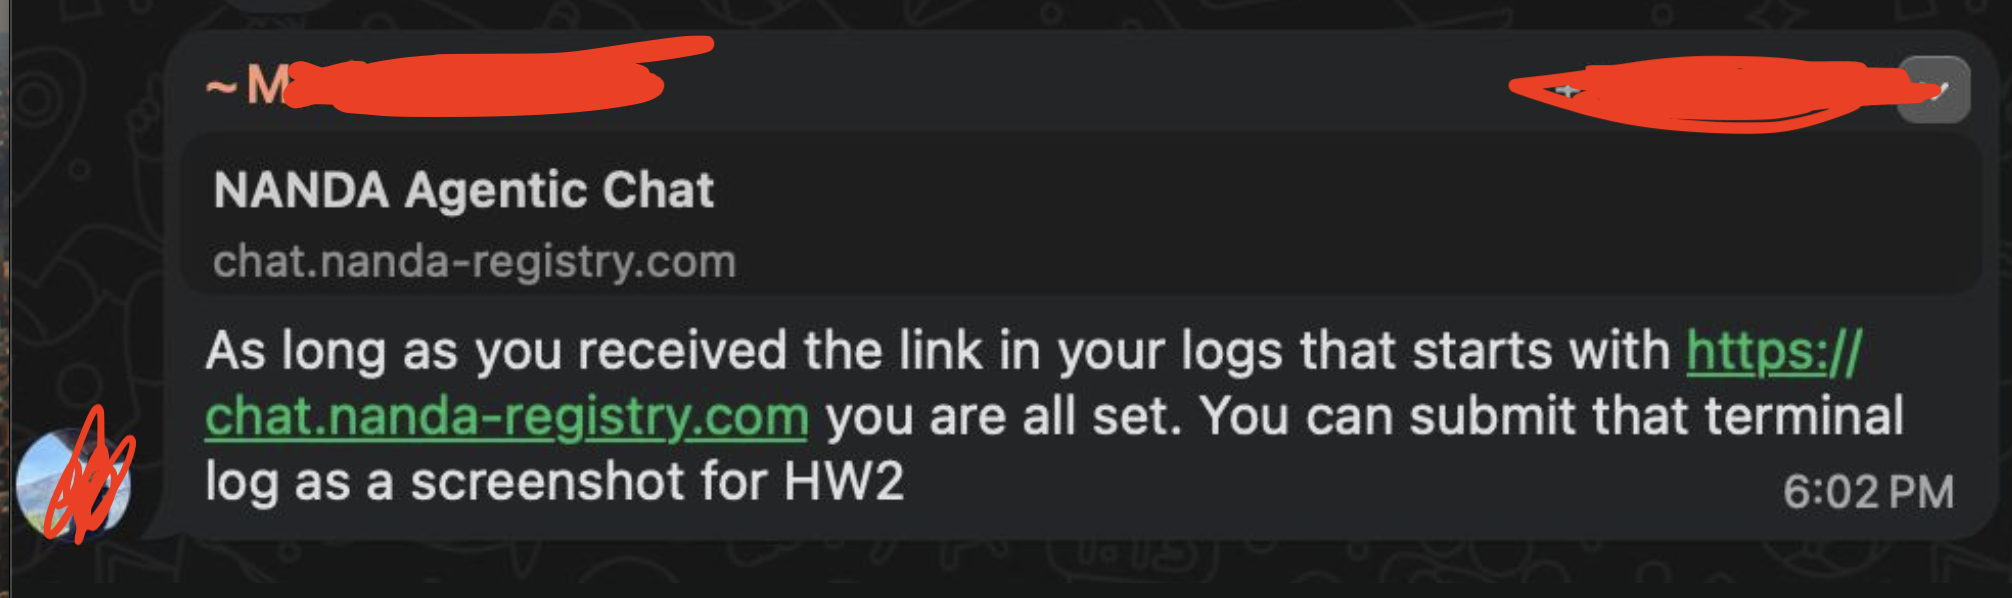 ~ M
NANDA Agentic Chat
chat.nanda-registry.com
As long as you received the link in your logs that starts with https://
chat.nanda-registry.com you are all set. You can submit that terminal
log as a screenshot for HW2
6:02 PM